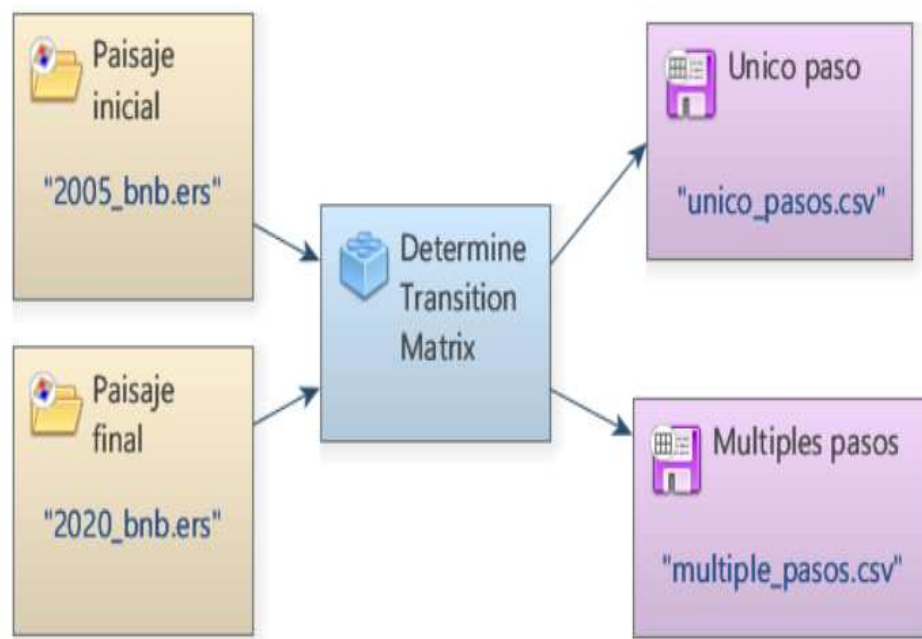 Paisaje
inicial
"2005_bnb.ers"
Paisaje
final
"2020_bnb.ers"
Determine
Transition
Matrix
Unico paso
"unico_pasos.csv"
Multiples pasos
"multiple_pasos.csv"